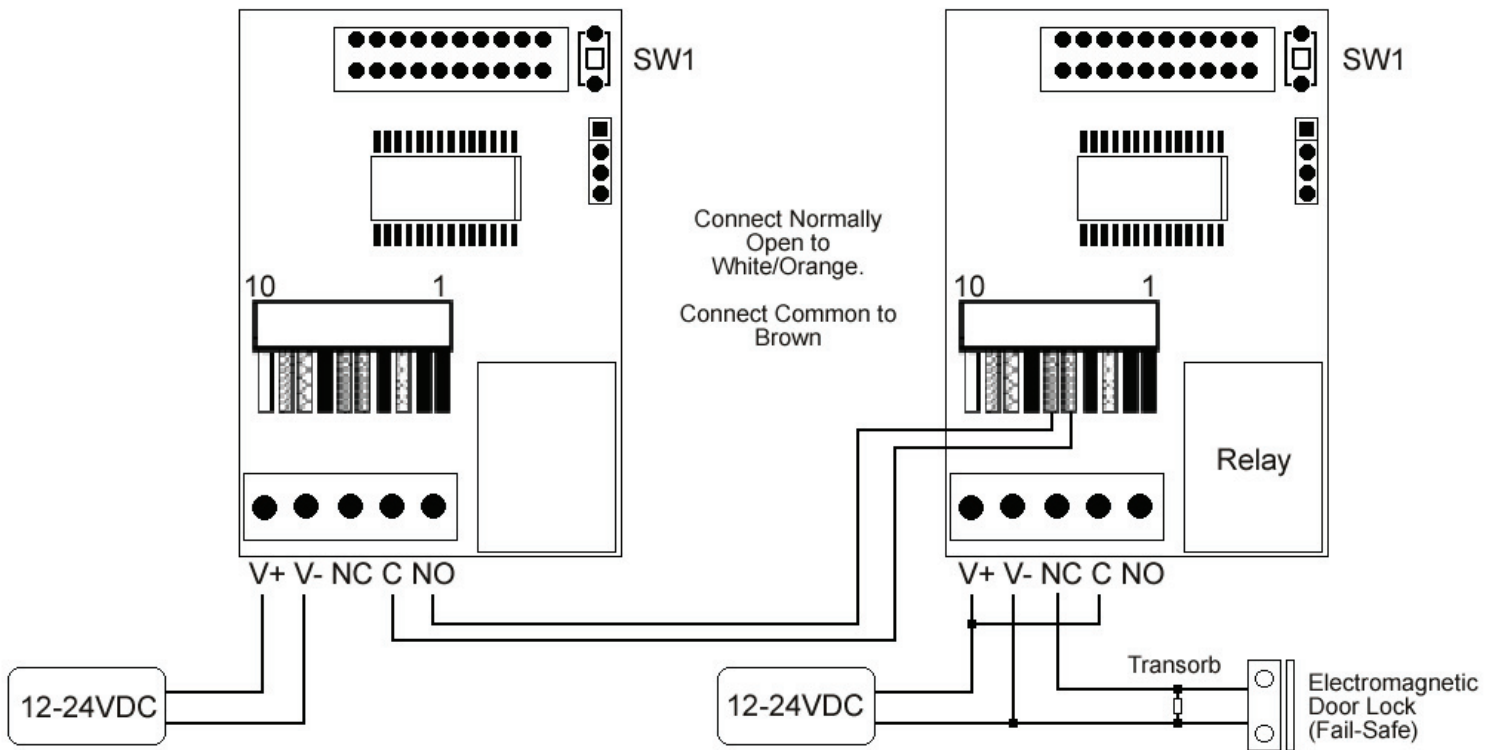 SW1
SW1
Connect Normally
Open to
White/Orange.
Connect Common to
Brown
10 1
10 1
Relay
V+ V- NC C NO
V+ V- NC C NO
12-24VDC
12-24VDC
Transorb
Electromagnetic
Door Lock
(Fail-Safe)